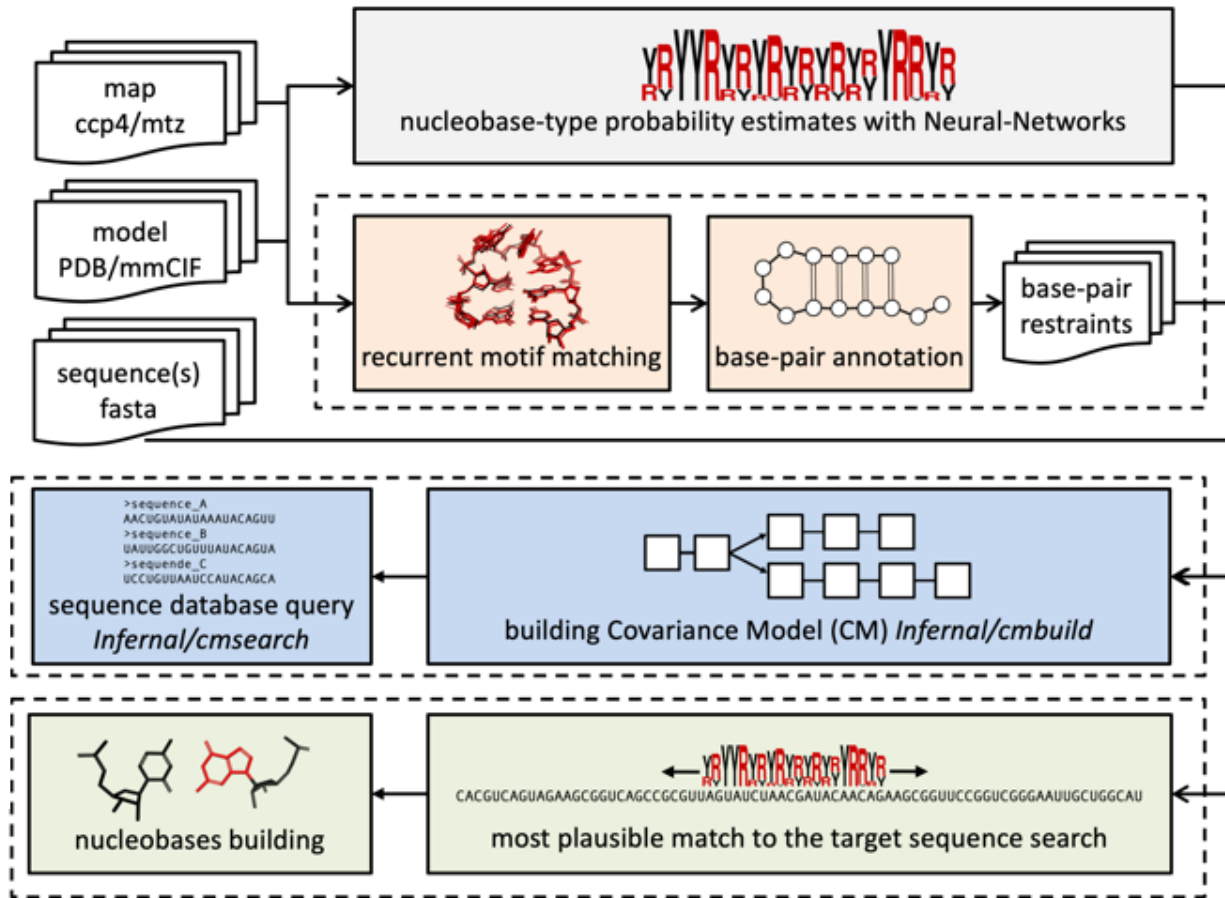 map
ccp4/mtz
nucleobase-type probability estimates with Neural-Networks
model
PDB/mmCIF
recurrent motif matching
base-pair annotation
base-pair
restraints
sequence(s)
fasta
>sequence_A
AACUGUAUAUAAAUACAGUU
>sequence_B
UAUUGGCUGUUUAUACAGUA
>sequende_C
UCCUGUUAAUCCAUACAGCA
sequence database query
Infernal/cmsearch
building Covariance Model (CM) Infernal/cmbuild
nucleobases building
CACGUCAGUAGAAGCGGUCAGCCGCGUUAGUAUCUAACGAUACAACAGAAGCGGUUCCGGUCGGGAAUUGCUGGCAU
most plausible match to the target sequence search